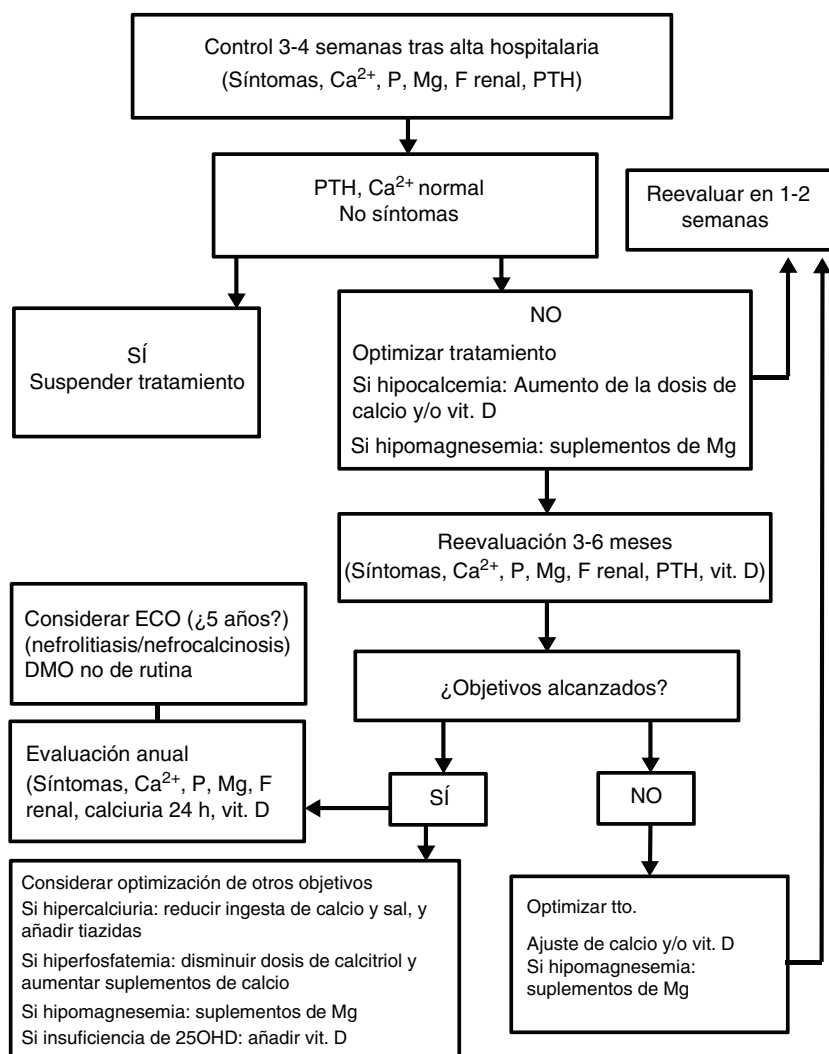 Control 3-4 semanas tras alta hospitalaria
(Síntomas, Ca²⁺, P, Mg, F renal, PTH)
PTH, Ca²⁺ normal
No síntomas
Reevaluar en 1-2
semanas
SÍ
Suspender tratamiento
NO
Optimizar tratamiento
Si hipocalcemia: Aumento de la dosis de
calcio y/o vit. D
Si hipomagnesemia: suplementos de Mg
Reevaluación 3-6 meses
(Síntomas, Ca²⁺, P, Mg, F renal, PTH, vit. D)
Considerar ECO (¿5 años?)
(nefrolitiasis/nefrocalcinosis)
DMO no de rutina
¿Objetivos alcanzados?
Evaluación anual
(Síntomas, Ca²⁺, P, Mg, F
renal, calciuria 24 h, vit. D
SÍ
NO
Considerar optimización de otros objetivos
Si hipercalciuria: reducir ingesta de calcio y sal, y
añadir tiazidas
Si hiperfosfatemia: disminuir dosis de calcitriol y
aumentar suplementos de calcio
Si hipomagnesemia: suplementos de Mg
Si insuficiencia de 25OHD: añadir vit. D
Optimizar tto.
Ajuste de calcio y/o vit. D
Si hipomagnesemia:
suplementos de Mg